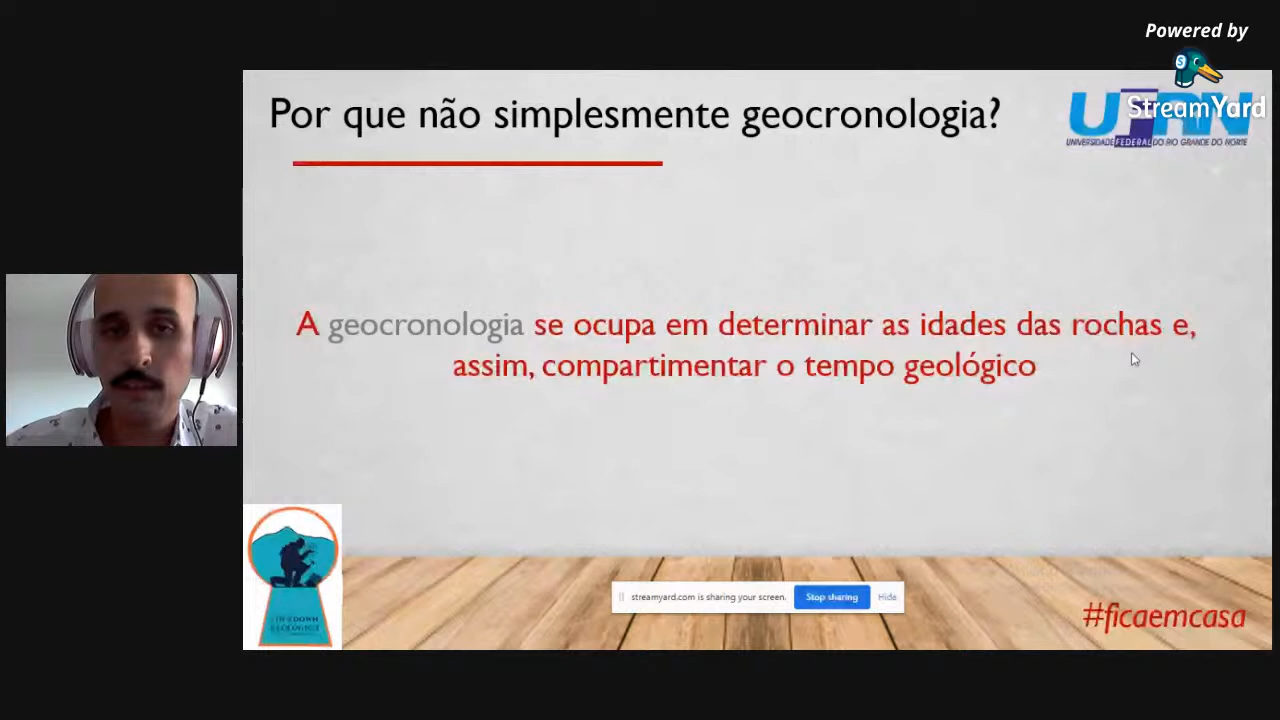 Powered by
StreamYard
Por que não simplesmente geocronologia?
UFRN
UNIVERSIDADE FEDERAL DO RIO GRANDE DO NORTE
A geocronologia se ocupa em determinar as idades das rochas e,
assim, compartimentar o tempo geológico
LOCKDOWN
GEOLÓGICO
streamyard.com is sharing your screen.
Stop sharing
Hide
#ficaemcasa